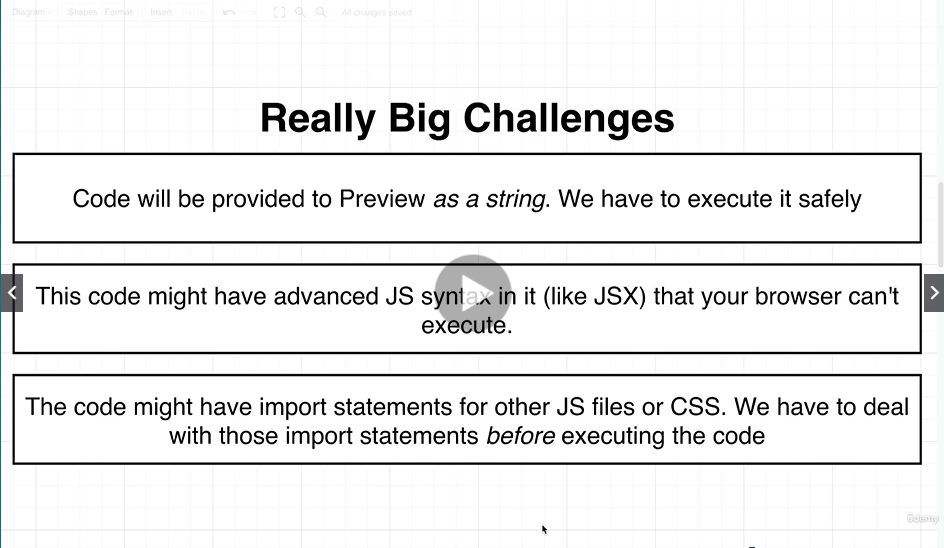 Diagram Shapes Format Insert Delete All changes saved
Really Big Challenges
Code will be provided to Preview as a string. We have to execute it safely
This code might have advanced JS syntax in it (like JSX) that your browser can't
execute.
The code might have import statements for other JS files or CSS. We have to deal
with those import statements before executing the code
ûdemy